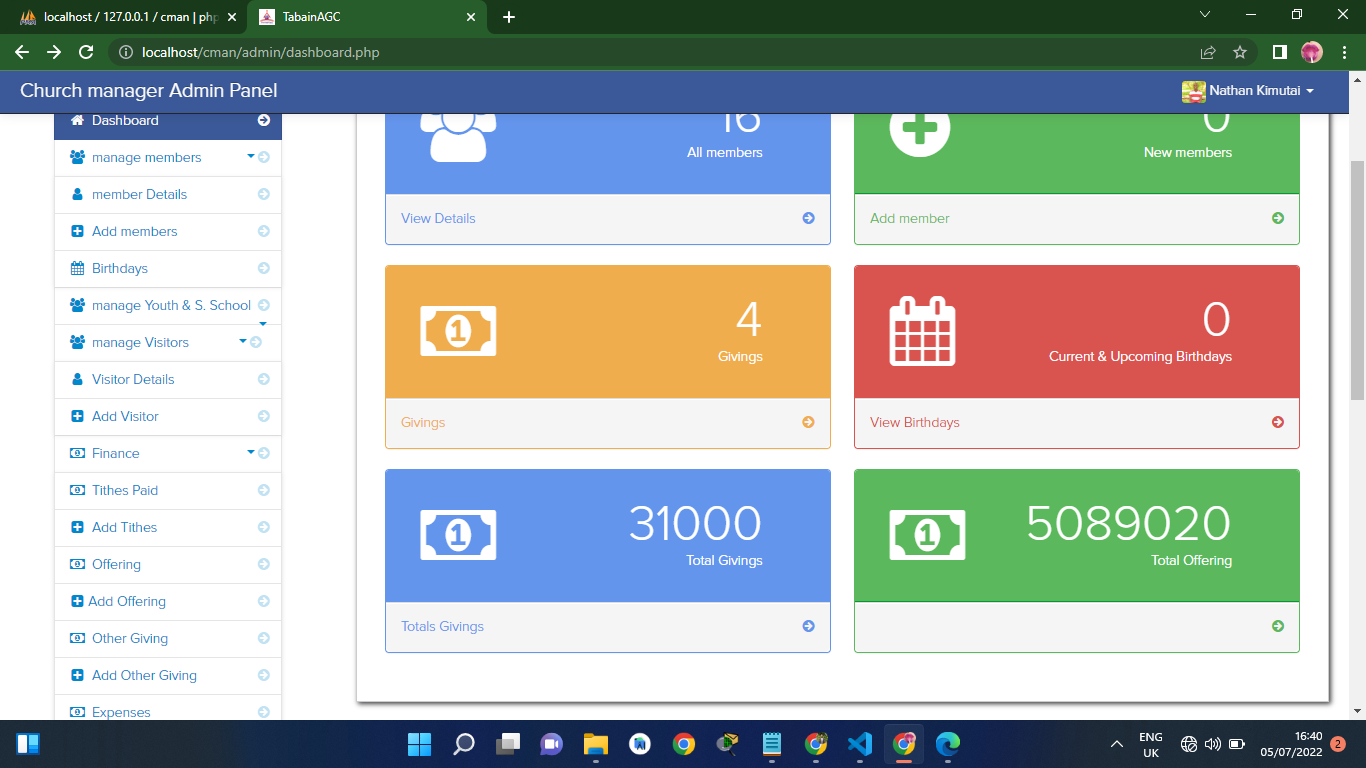 localhost / 127.0.0.1 / cman | php
TabainAGC
localhost/cman/admin/dashboard.php
Church manager Admin Panel
Nathan Kimutai
Dashboard
manage members
member Details
Add members
Birthdays
manage Youth & S. School
manage Visitors
Visitor Details
Add Visitor
Finance
Tithes Paid
Add Tithes
Offering
Add Offering
Other Giving
Add Other Giving
Expenses
16
All members
View Details
0
New members
Add member
1
4
Givings
Givings
0
Current & Upcoming Birthdays
View Birthdays
1
31000
Total Givings
Totals Givings
1
5089020
Total Offering
ENG
UK
16:40
05/07/2022
2